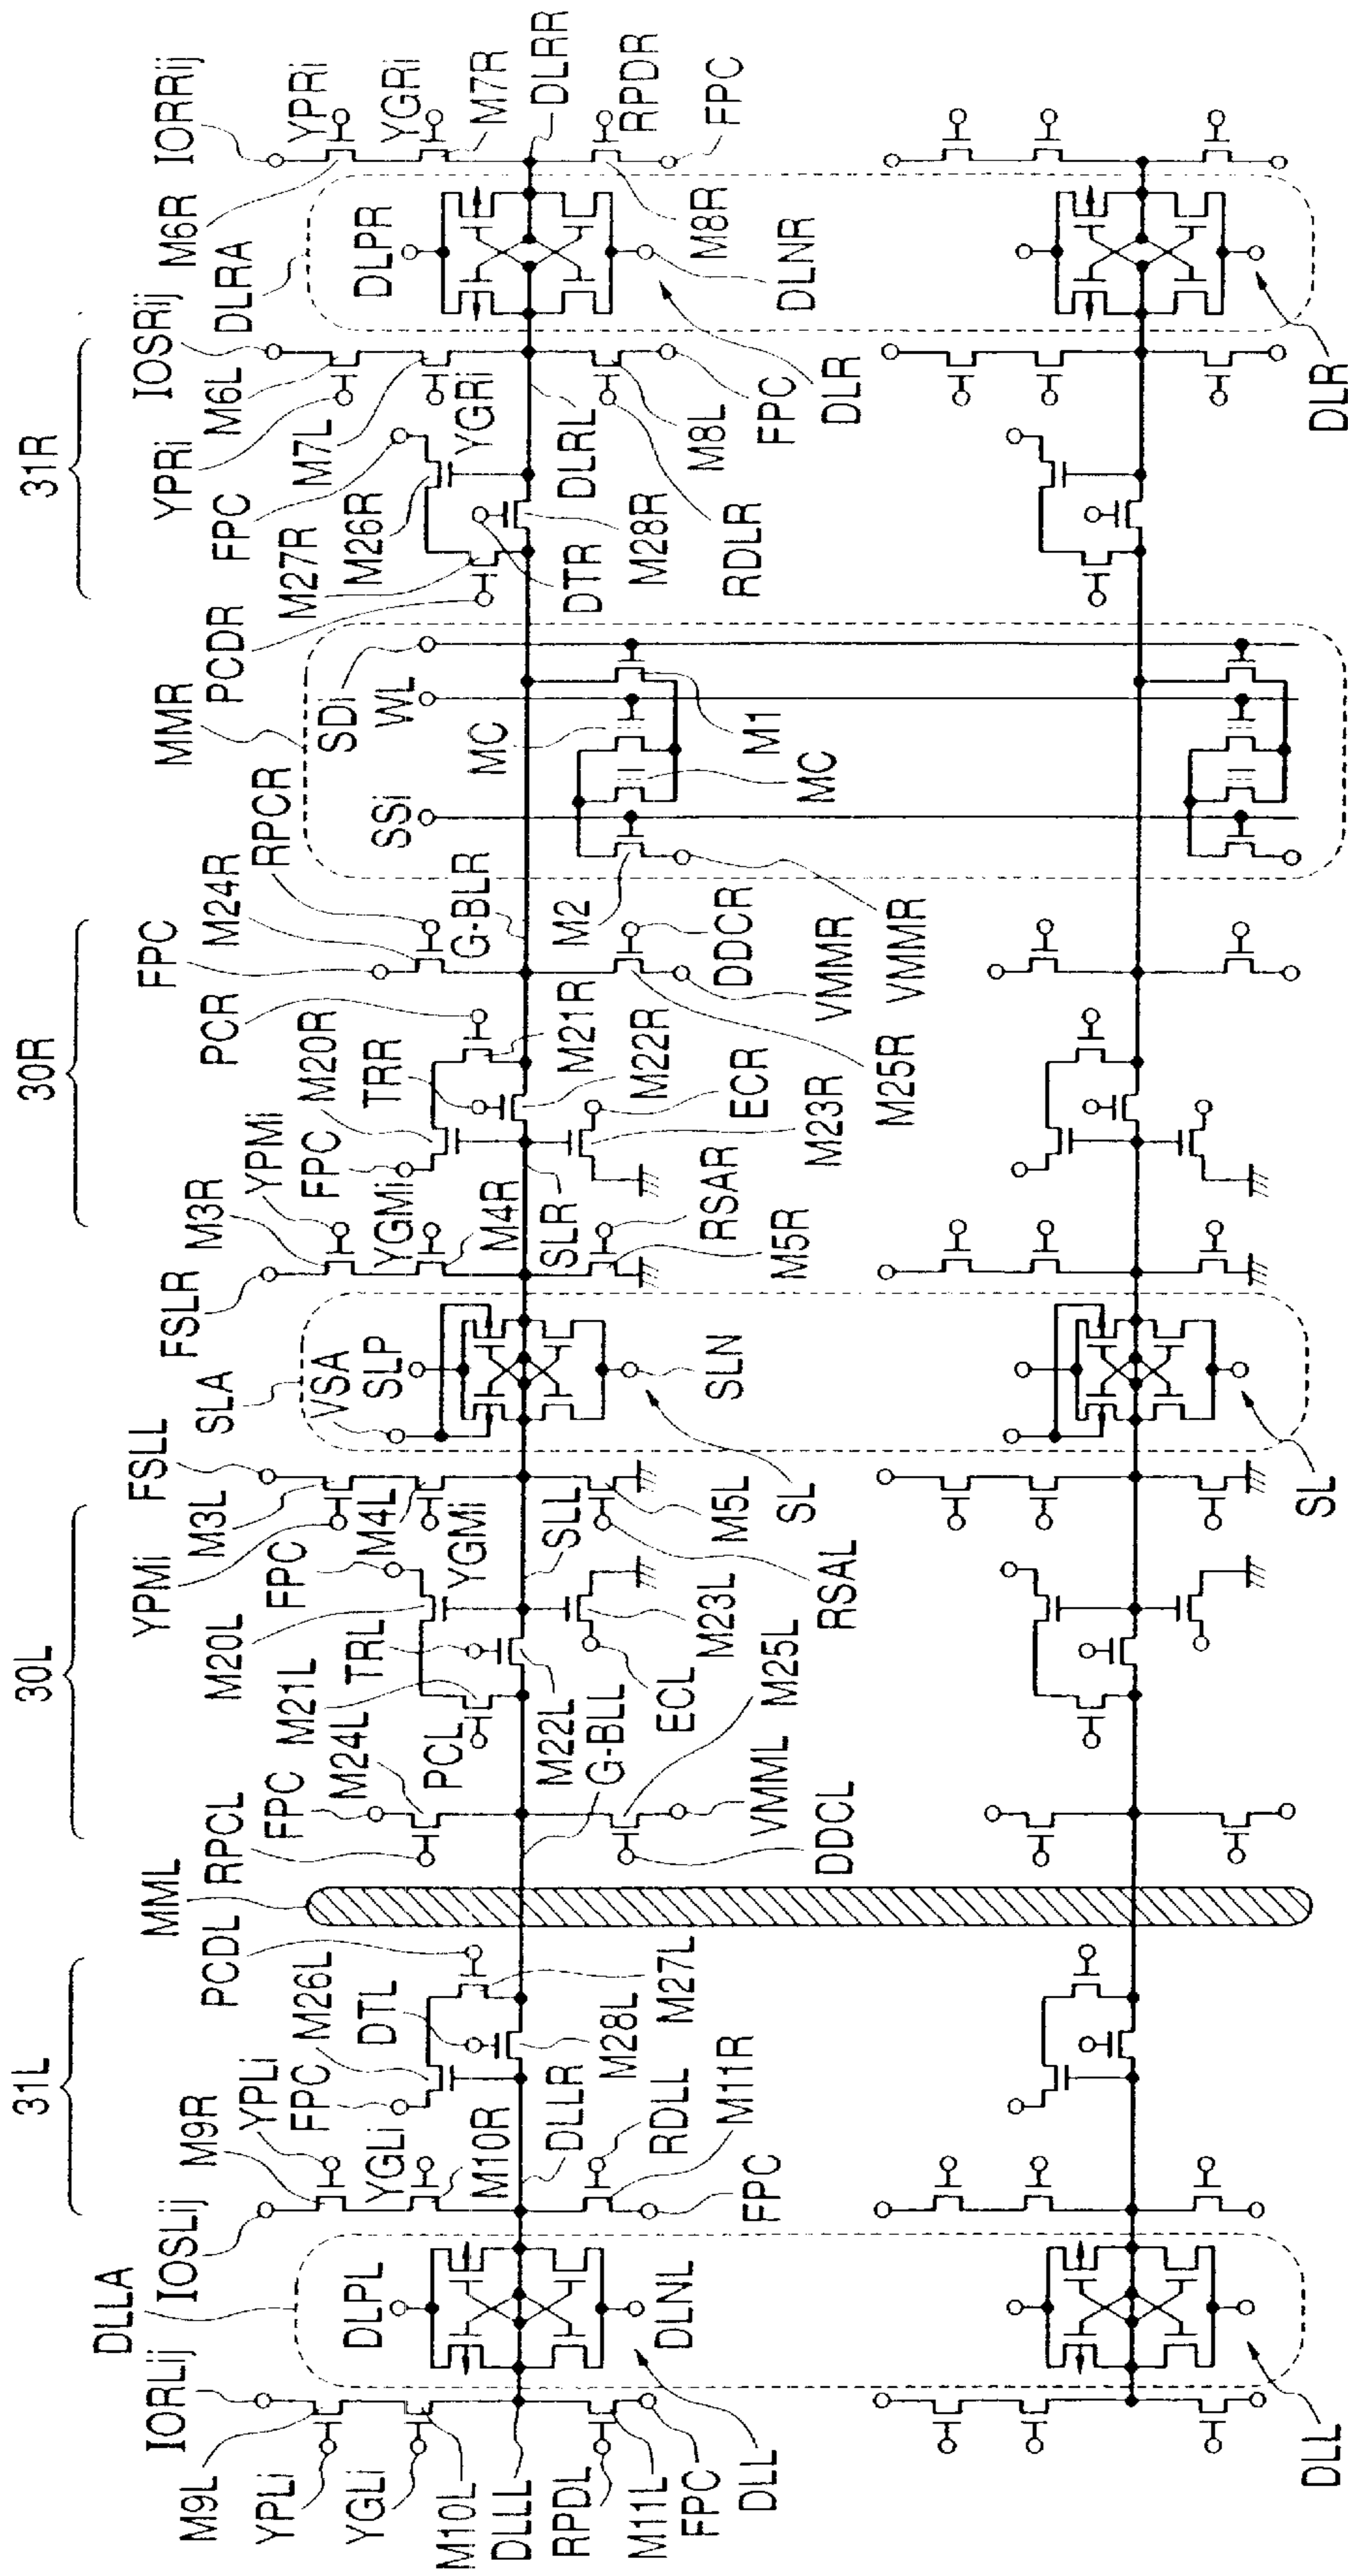 31L
30L
30R
31R
DLLA
IORLij
IOSLij
M9R
YPLi
FPC
M26L
DTL
PCDL
MML
RPCL
FPC
M24L
M21L
TRL
M20L
FPC
YPMi
M3L
FSLL
SLA
VSA
SLP
FSLR
M3R
YPMi
FPC
M20R
TRR
PCR
FPC
M24R
RPCR
MMR
SSi
WL
SDi
PCDR
M27R
M26R
FPC
YPRi
M7L
M6L
IOSRij
DLRA
M6R
DLPR
IORRij
YPRi
YGRi
M9L
YPLi
YGLi
M10L
DLLL
RPDL
M11L
FPC
DLPL
YGLi
M10R
DLLR
DLNL
DLL
RDLL
M11R
FPC
M28L
M27L
PCL
M22L
G-BLL
ECL
M23L
M25L
VMML
DDCL
M4L
YGMi
SLL
M5L
RSAL
SL
SLN
YGMi
M4R
SLR
RSAR
M5R
M21R
M22R
ECR
M23R
M25R
G-BLR
M2
DDCR
VMMR
VMMR
MC
MC
M1
DTR
M28R
RDLR
YGRi
DLRL
M8L
FPC
DLR
DLNR
M8R
M7R
DLRR
RPDR
FPC
DLL
SL
DLR